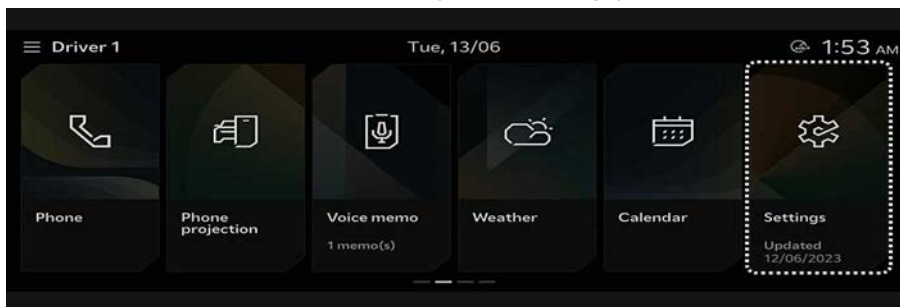 Driver 1
Tue, 13/06
1:53 AM
Phone
Phone
projection
Voice memo
1 memo(s)
Weather
Calendar
Settings
Updated
12/06/2023